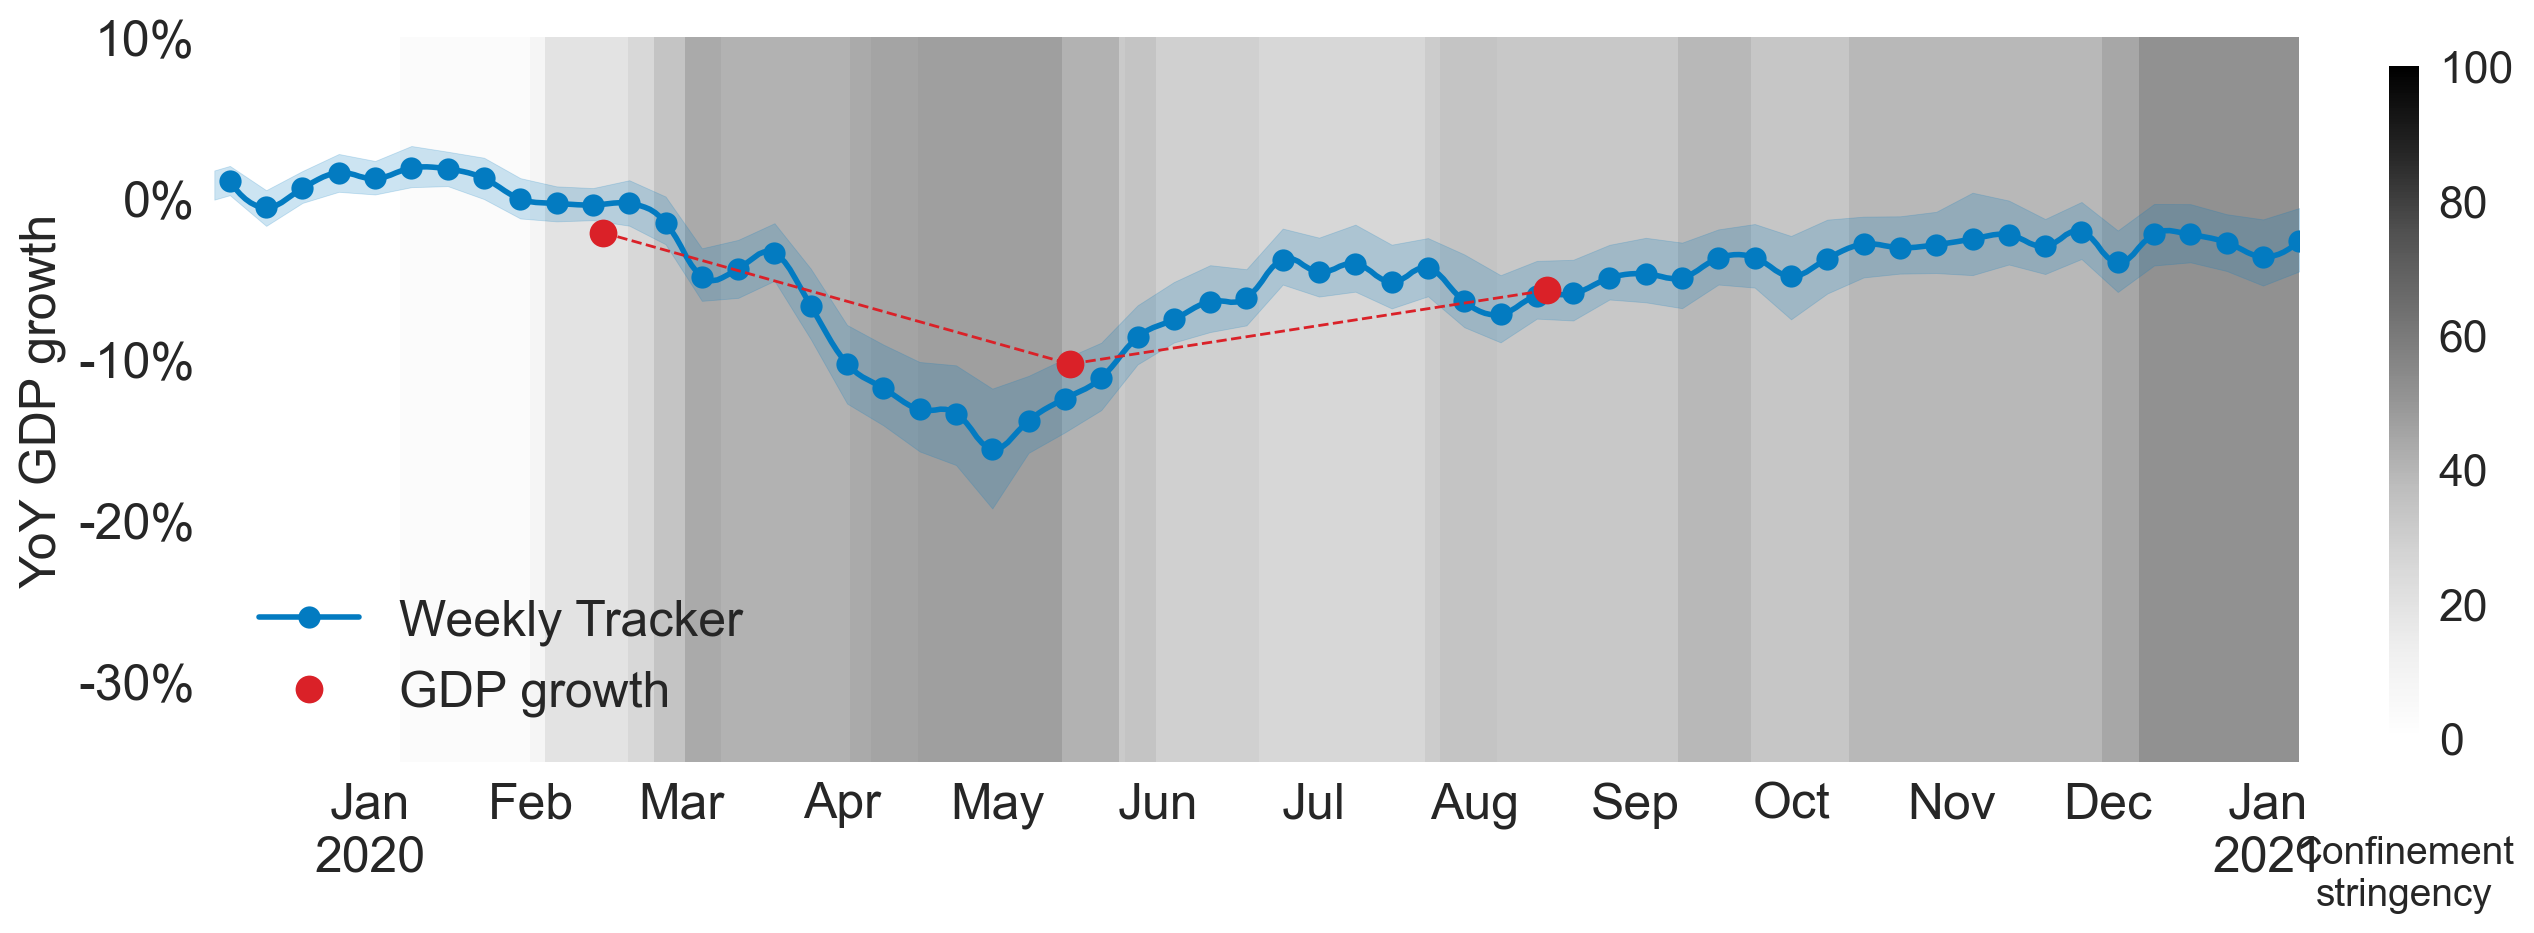 10%
0%
-10%
-20%
-30%
YoY GDP growth
Weekly Tracker
GDP growth
Jan Feb Mar Apr May Jun Jul Aug Sep Oct Nov Dec Jan
2020 2021
100
80
60
40
20
0
Confinement
stringency